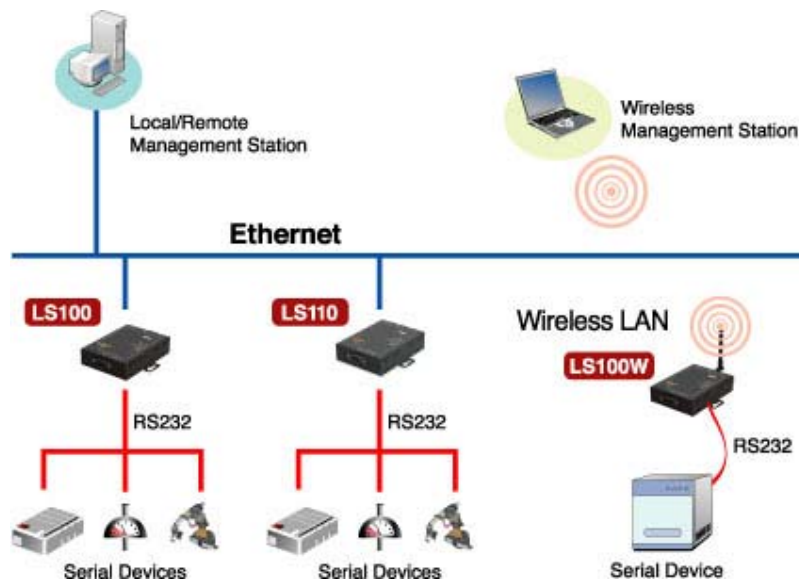 Local/Remote
Management Station
Wireless
Management Station
Ethernet
LS100
LS110
Wireless LAN
LS100W
RS232
RS232
RS232
Serial Devices
Serial Devices
Serial Device